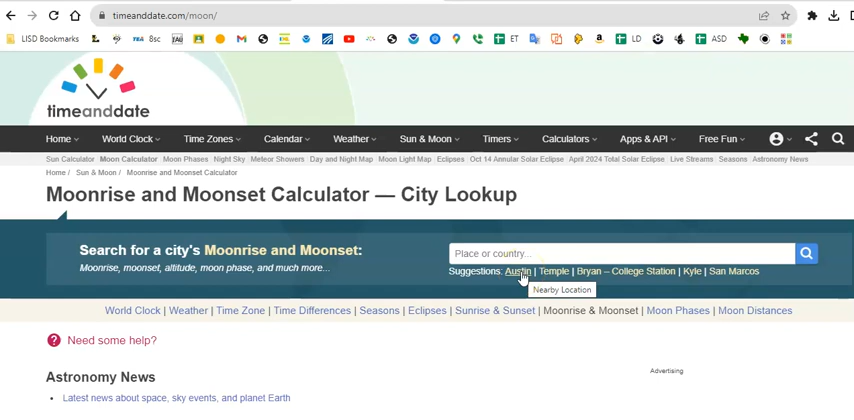 timeanddate.com/moon/
LISD Bookmarks TEA 8sc ET LD ASD
timeanddate
Home World Clock Time Zones Calendar Weather Sun & Moon Timers Calculators Apps & API Free Fun
Sun Calculator Moon Calculator Moon Phases Night Sky Meteor Showers Day and Night Map Moon Light Map Eclipses Oct 14 Annular Solar Eclipse April 2024 Total Solar Eclipse Live Streams Seasons Astronomy News
Home / Sun & Moon / Moonrise and Moonset Calculator
Moonrise and Moonset Calculator — City Lookup
Search for a city's Moonrise and Moonset:
Place or country...
Moonrise, moonset, altitude, moon phase, and much more...
Suggestions: Austin | Temple | Bryan – College Station | Kyle | San Marcos
Nearby Location
World Clock | Weather | Time Zone | Time Differences | Seasons | Eclipses | Sunrise & Sunset | Moonrise & Moonset | Moon Phases | Moon Distances
? Need some help?
Advertising
Astronomy News
• Latest news about space, sky events, and planet Earth